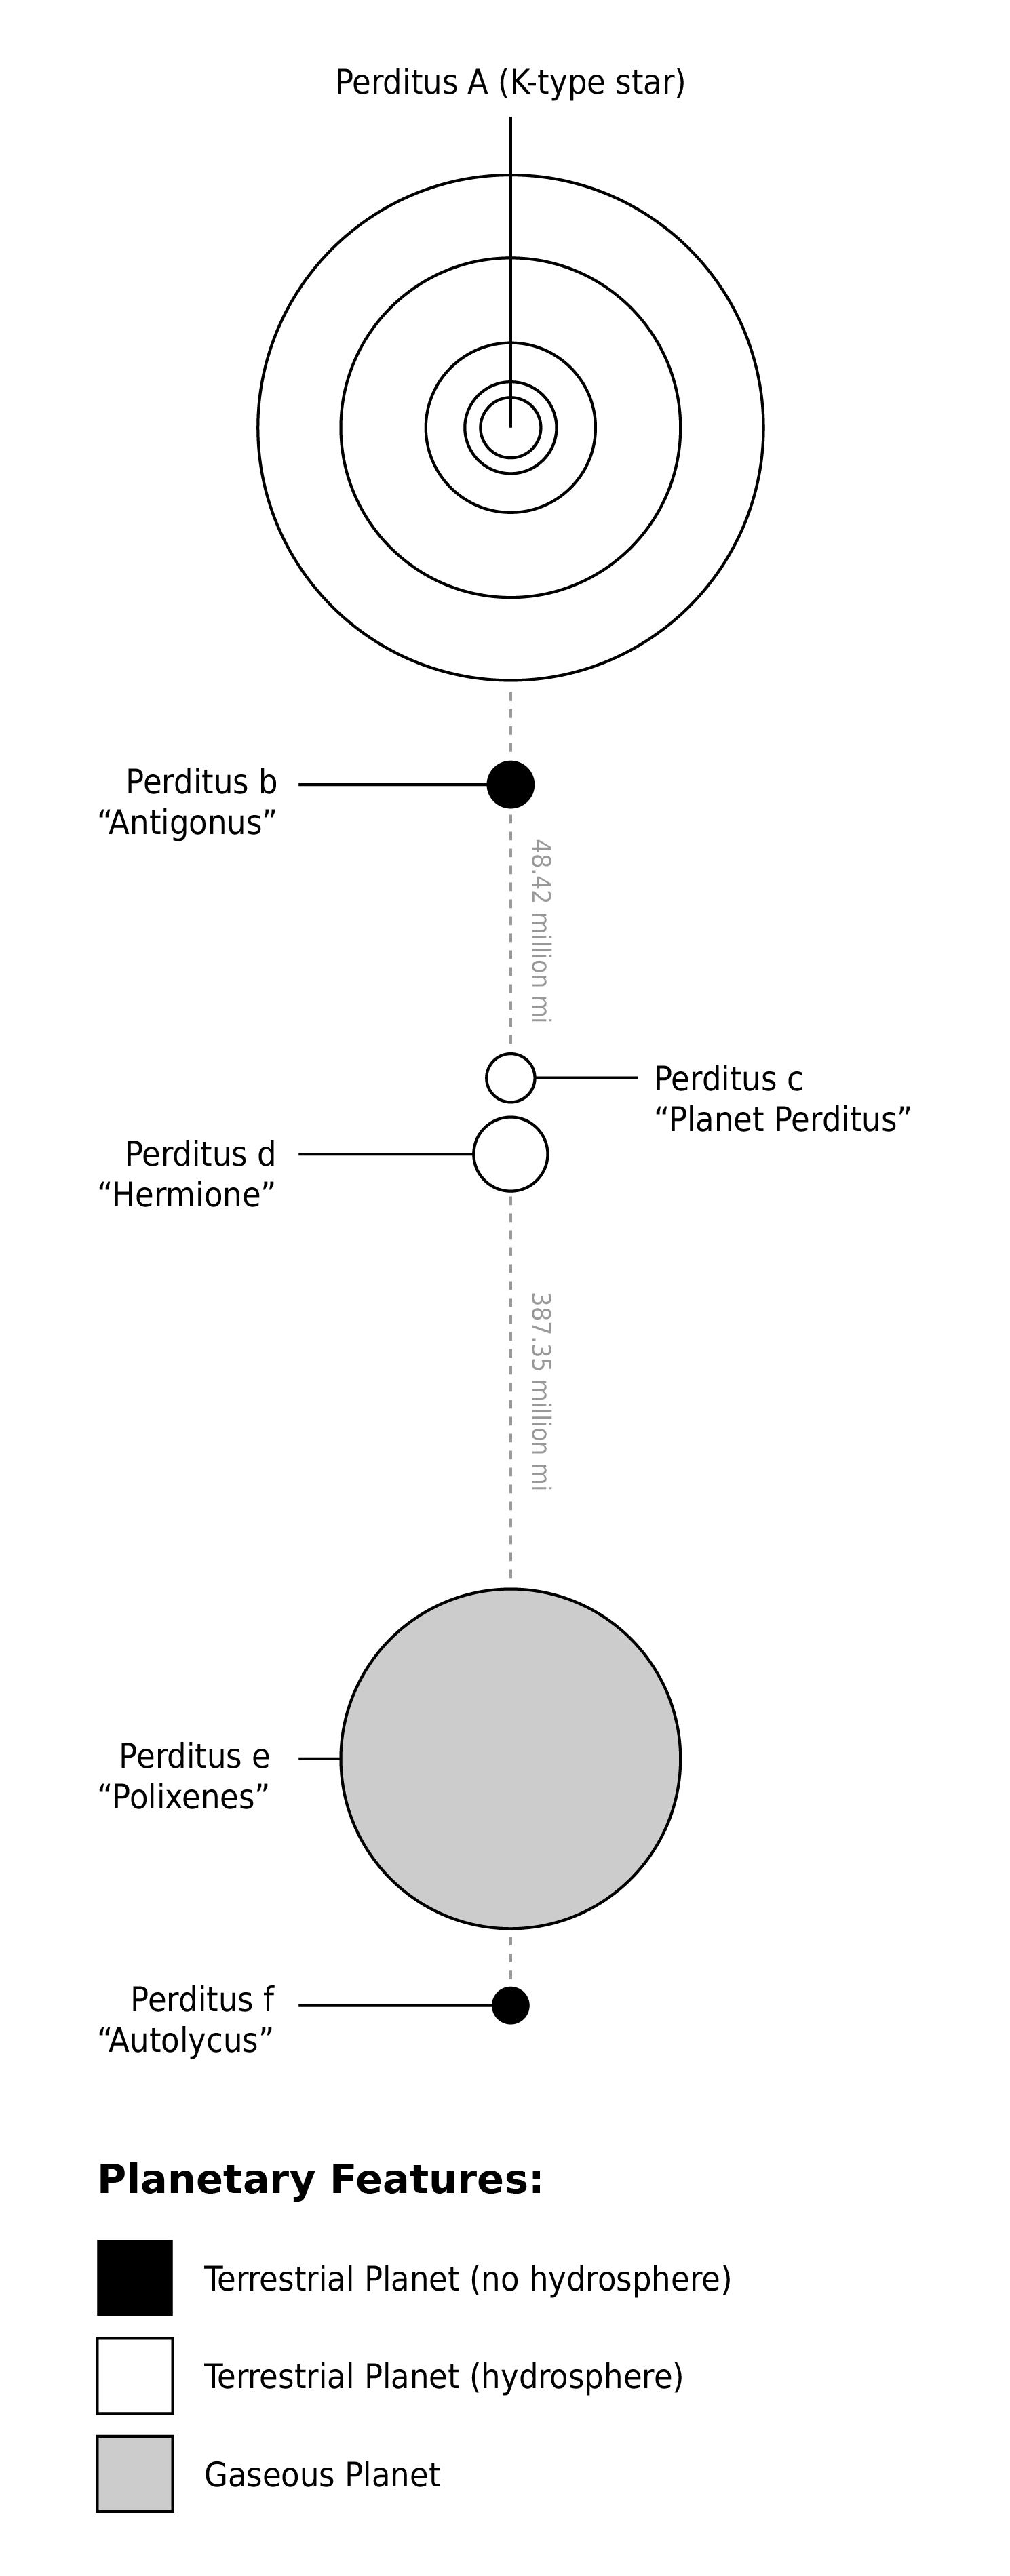 Perditus A (K-type star)
Perditus b
“Antigonus”
48.42 million mi
Perditus c
“Planet Perditus”
Perditus d
“Hermione”
387.35 million mi
Perditus e
“Polixenes”
Perditus f
“Autolycus”
Planetary Features:
Terrestrial Planet (no hydrosphere)
Terrestrial Planet (hydrosphere)
Gaseous Planet